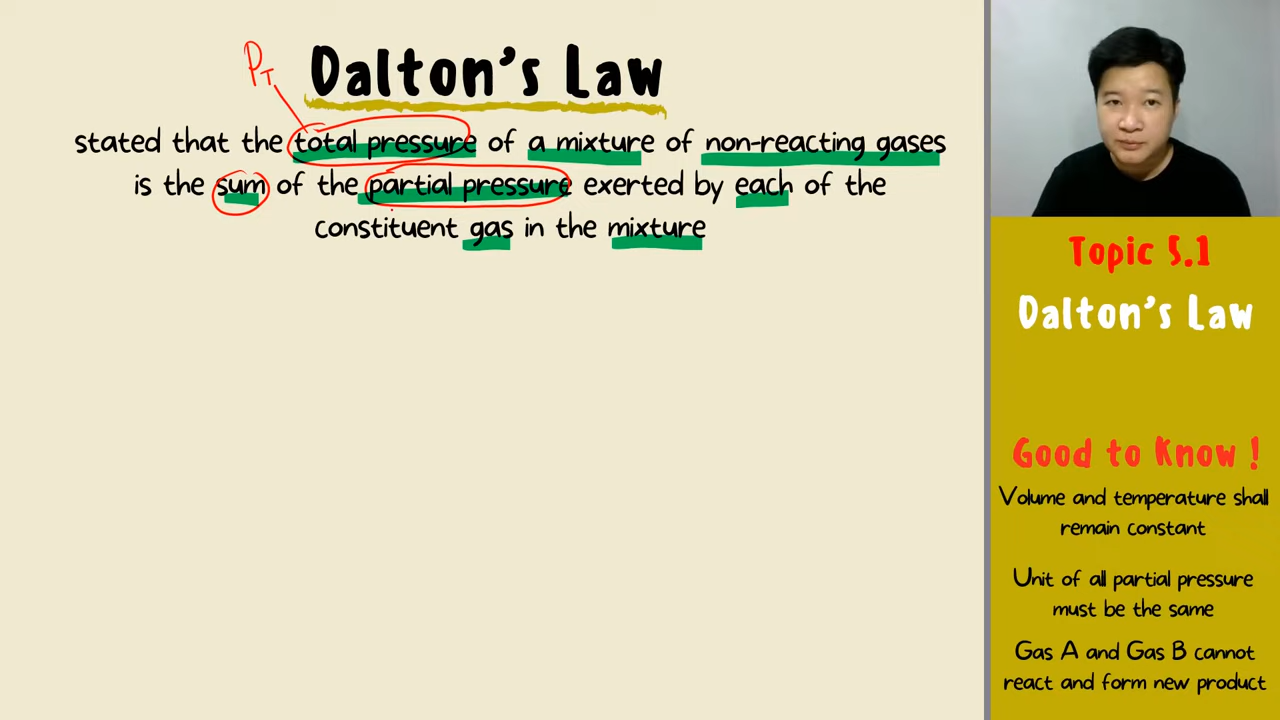 P_T
Dalton's Law
stated that the total pressure of a mixture of non-reacting gases
is the sum of the partial pressure exerted by each of the
constituent gas in the mixture
Topic 5.1
Dalton's Law
Good to Know !
Volume and temperature shall
remain constant
Unit of all partial pressure
must be the same
Gas A and Gas B cannot
react and form new product